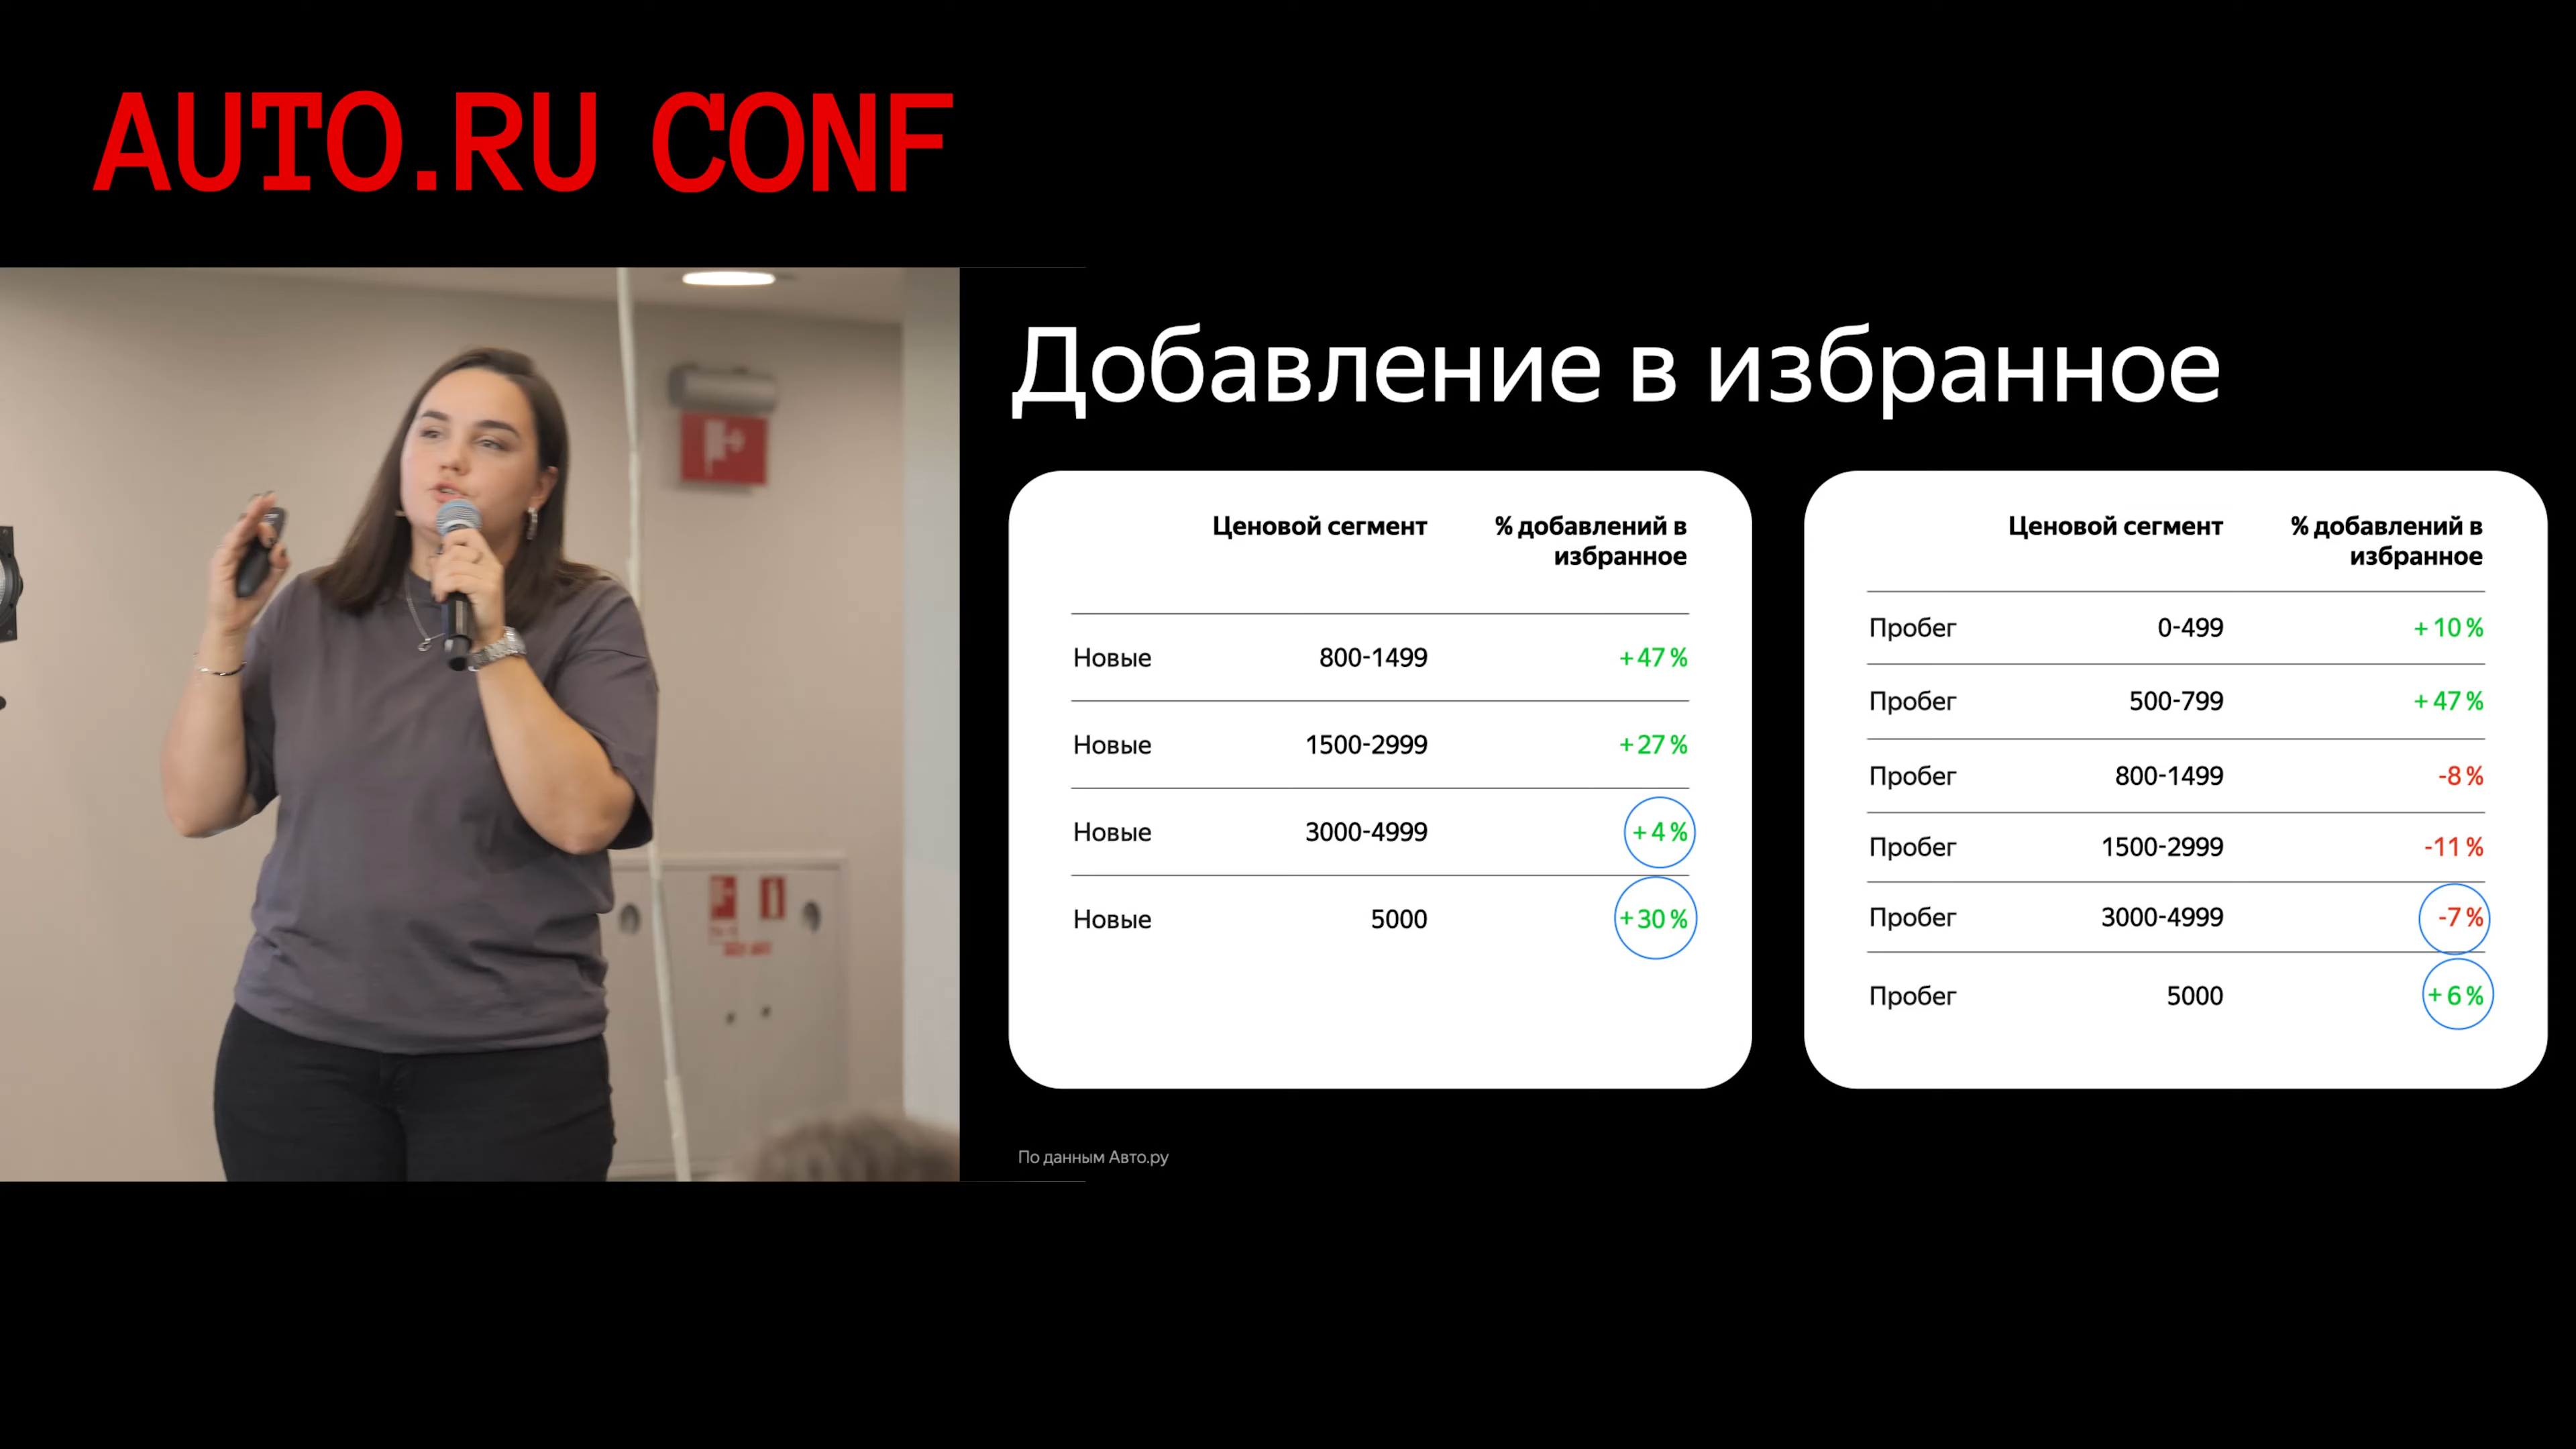 AUTO.RU CONF
Добавление в избранное
Ценовой сегмент % добавлений в
избранное
Новые 800-1499 +47 %
Новые 1500-2999 +27 %
Новые 3000-4999 +4 %
Новые 5000 +30 %
Ценовой сегмент % добавлений в
избранное
Пробег 0-499 +10 %
Пробег 500-799 +47 %
Пробег 800-1499 -8 %
Пробег 1500-2999 -11 %
Пробег 3000-4999 -7 %
Пробег 5000 +6 %
По данным Авто.ру